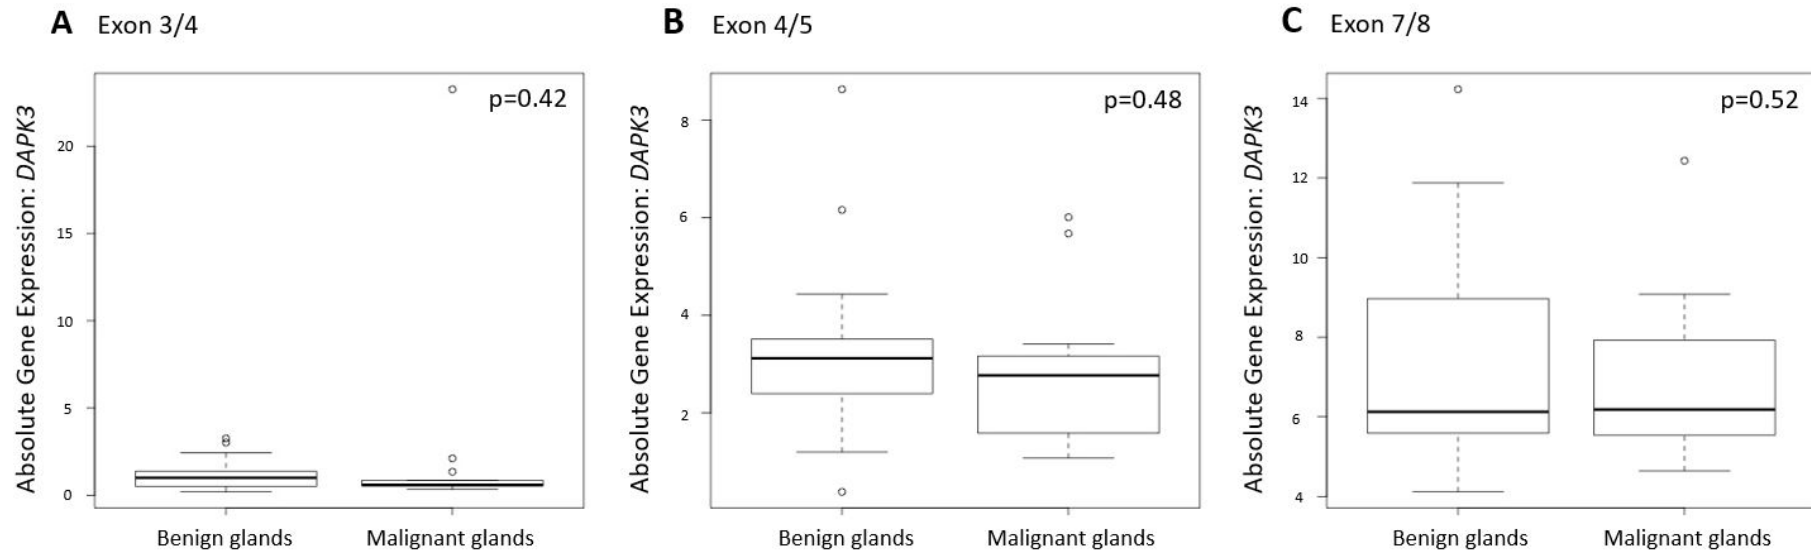 A Exon 3/4
Absolute Gene Expression: DAPK3
p=0.42
20
15
10
5
0
Benign glands Malignant glands
B Exon 4/5
Absolute Gene Expression: DAPK3
p=0.48
8
6
4
2
Benign glands Malignant glands
C Exon 7/8
Absolute Gene Expression: DAPK3
p=0.52
14
12
10
8
6
4
Benign glands Malignant glands